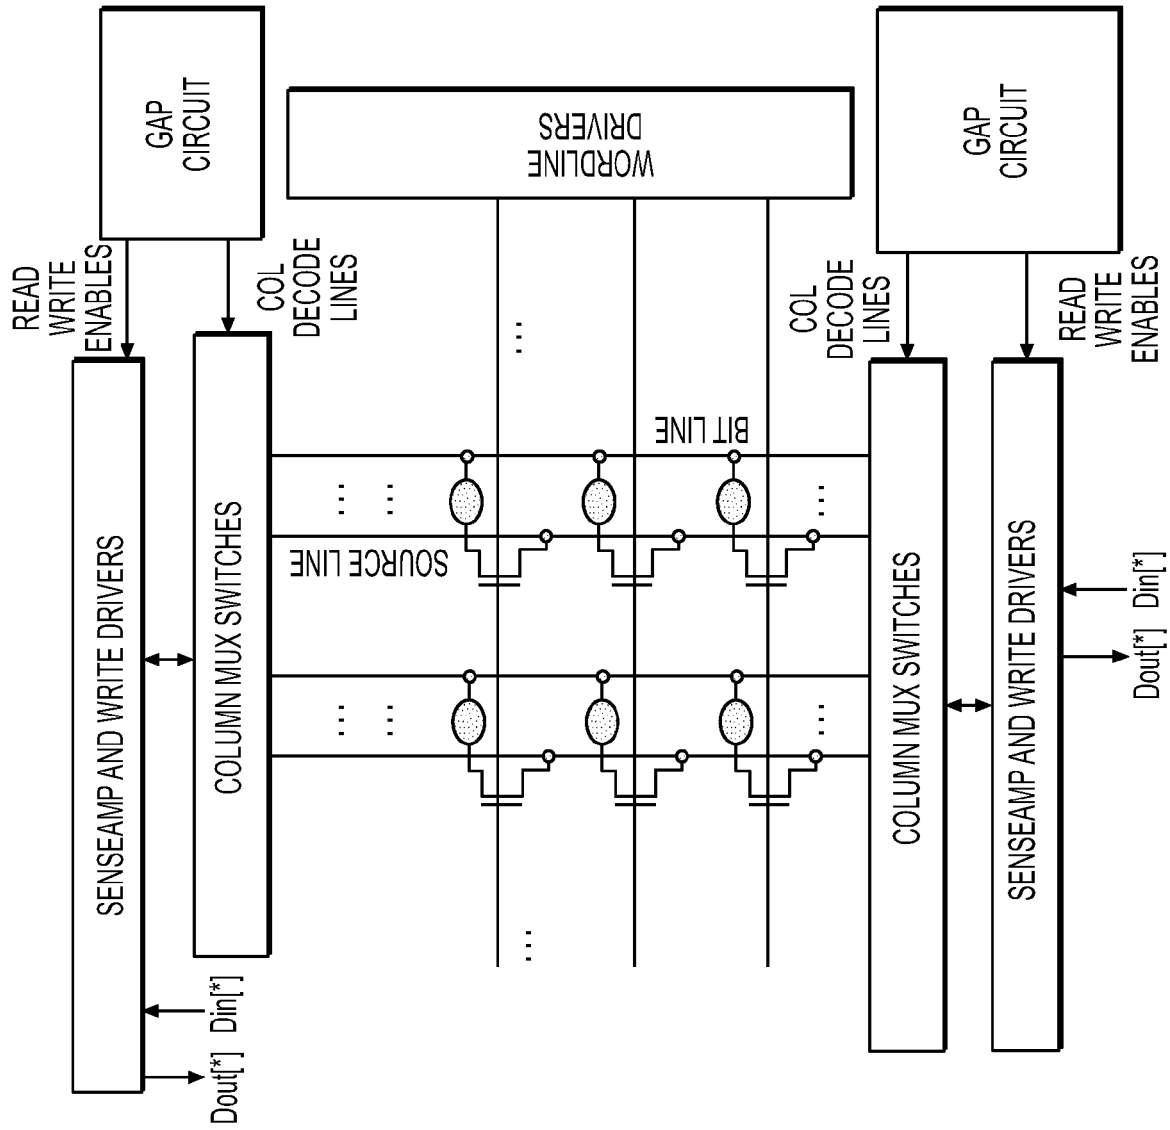 GAP
CIRCUIT
READ
WRITE
ENABLES
COL
DECODE
LINES
WORDLINE
DRIVERS
GAP
CIRCUIT
COL
DECODE
LINES
READ
WRITE
ENABLES
SENSEAMP AND WRITE DRIVERS
COLUMN MUX SWITCHES
SOURCE LINE
BIT LINE
COLUMN MUX SWITCHES
SENSEAMP AND WRITE DRIVERS
Dout[*]
Din[*]
Dout[*]
Din[*]